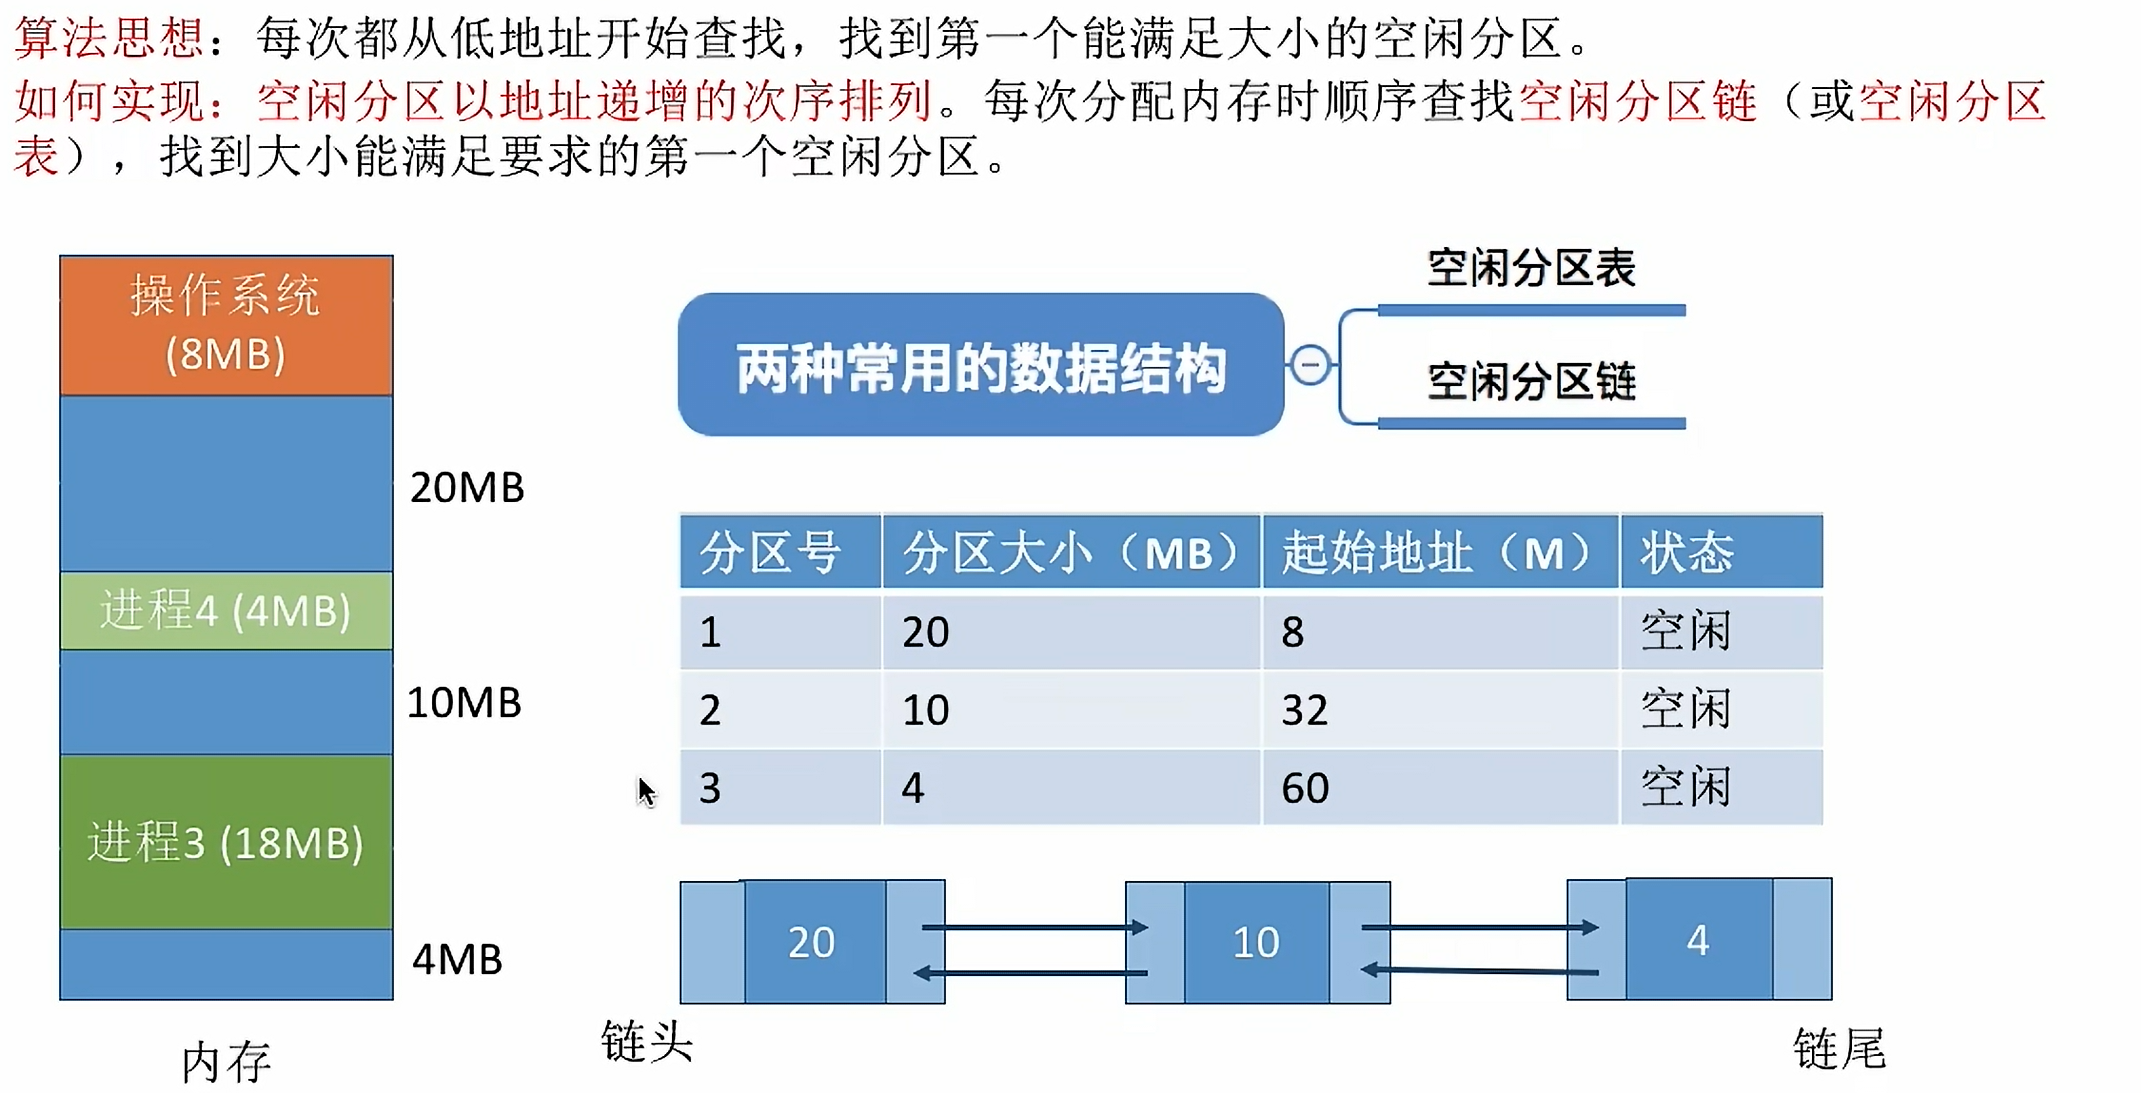 算法思想：每次都从低地址开始查找，找到第一个能满足大小的空闲分区。
如何实现：空闲分区以地址递增的次序排列。每次分配内存时顺序查找空闲分区链（或空闲分区
表），找到大小能满足要求的第一个空闲分区。
操作系统
(8MB)
20MB
进程4 (4MB)
10MB
进程3 (18MB)
4MB
内存
两种常用的数据结构
空闲分区表
空闲分区链
分区号 分区大小（MB） 起始地址（M） 状态
1 20 8 空闲
2 10 32 空闲
3 4 60 空闲
20 10 4
链头
链尾